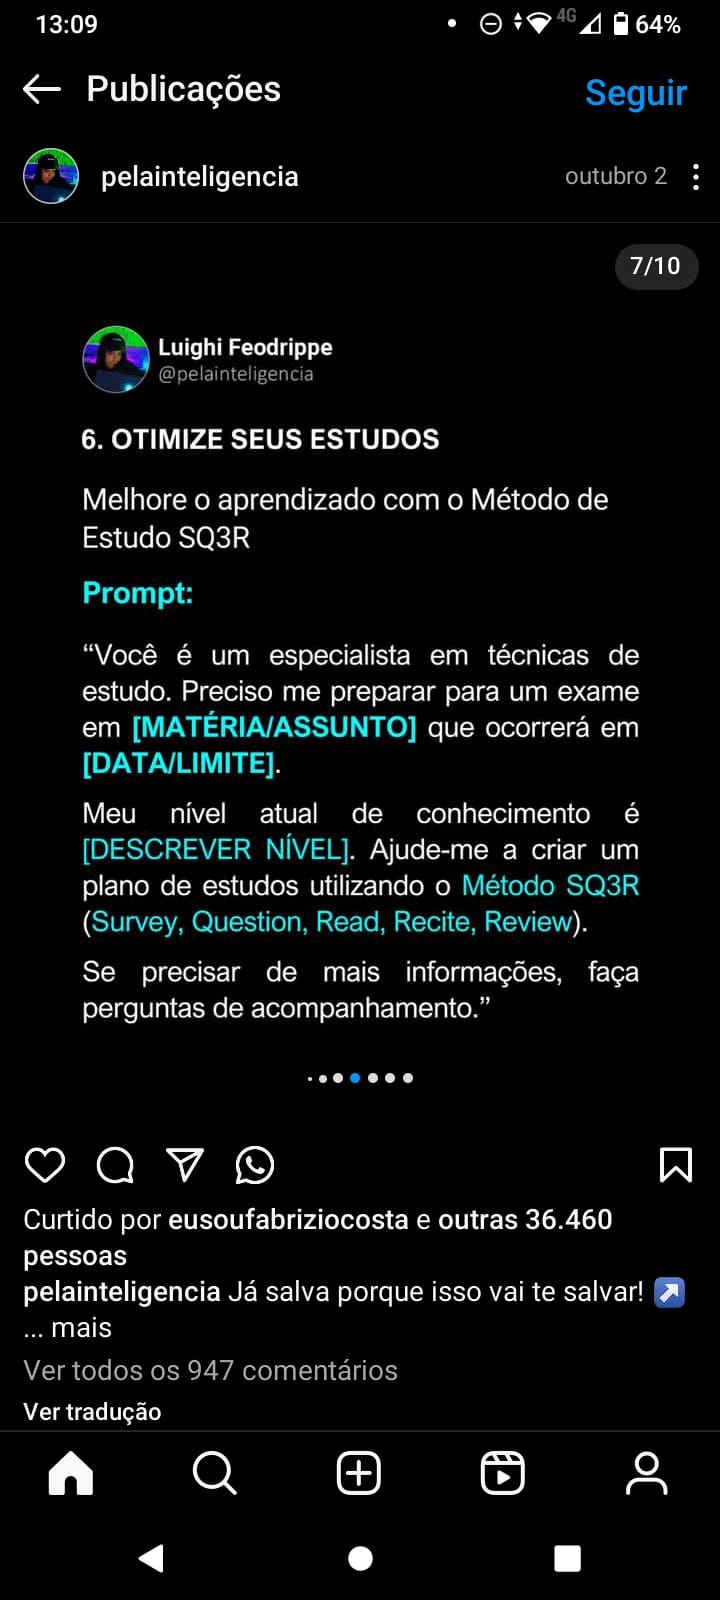 13:09
4G
64%
Publicações
Seguir
pelainteligencia
outubro 2
7/10
Luighi Feodrippe
@pelainteligencia
6. OTIMIZE SEUS ESTUDOS
Melhore o aprendizado com o Método de
Estudo SQ3R
Prompt:
“Você é um especialista em técnicas de
estudo. Preciso me preparar para um exame
em [MATÉRIA/ASSUNTO] que ocorrerá em
[DATA/LIMITE].
Meu nível atual de conhecimento é
[DESCREVER NÍVEL]. Ajude-me a criar um
plano de estudos utilizando o Método SQ3R
(Survey, Question, Read, Recite, Review).
Se precisar de mais informações, faça
perguntas de acompanhamento.”
Curtido por eusoufabriziocosta e outras 36.460
pessoas
pelainteligencia Já salva porque isso vai te salvar! ↗️
... mais
Ver todos os 947 comentários
Ver tradução